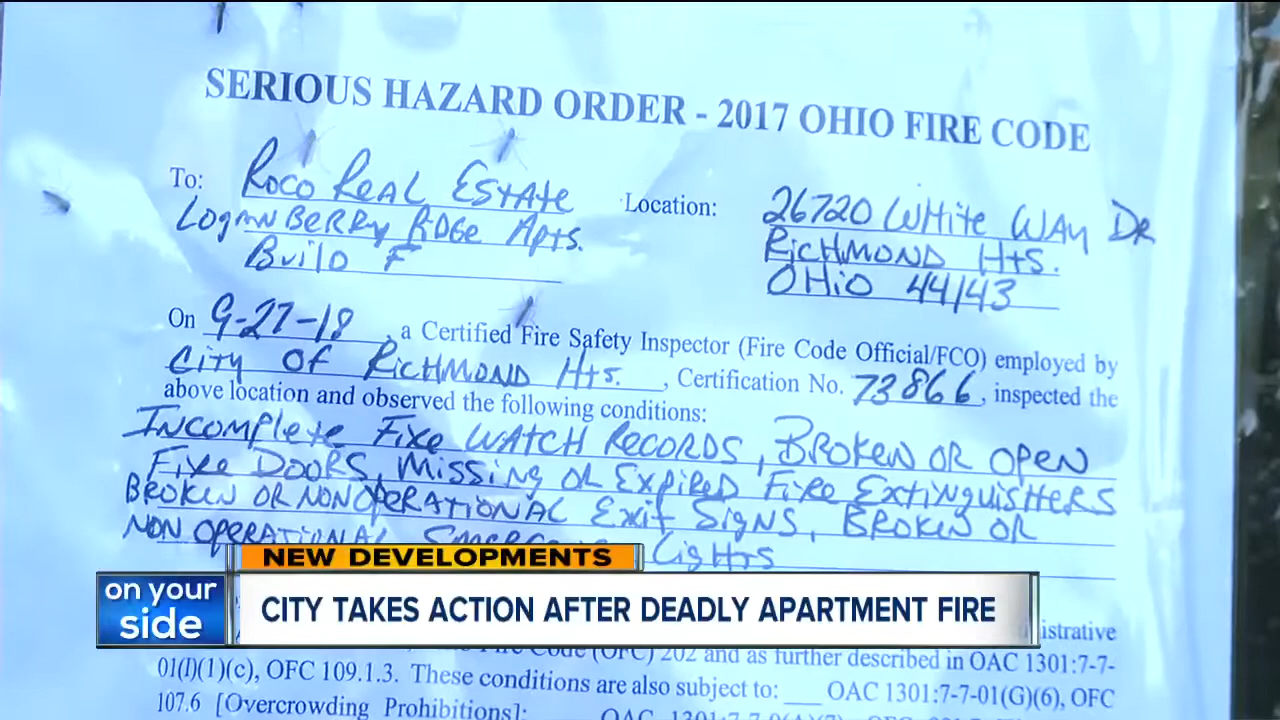 SERIOUS HAZARD ORDER - 2017 OHIO FIRE CODE
To: Roco Real Estate
Loganberry Ridge Apts.
Build F
Location: 26720 White Way Dr
Richmond Hts.
Ohio 44143
On 9-27-18, a Certified Fire Safety Inspector (Fire Code Official/FCO) employed by
City of Richmond Hts., Certification No. 73866, inspected the
above location and observed the following conditions:
Incomplete Fire Watch Records, Broken or open
Fire Doors, Missing or Expired Fire Extinguishers
Broken or nonoperational Exit Signs, Broken or
non operational Lights
NEW DEVELOPMENTS
on your
side
CITY TAKES ACTION AFTER DEADLY APARTMENT FIRE
istrative
Code (OFC) 202 and as further described in OAC 1301:7-7-
01(I)(1)(c), OFC 109.1.3. These conditions are also subject to: ___ OAC 1301:7-7-01(G)(6), OFC
107.6 [Overcrowding Prohibitions];